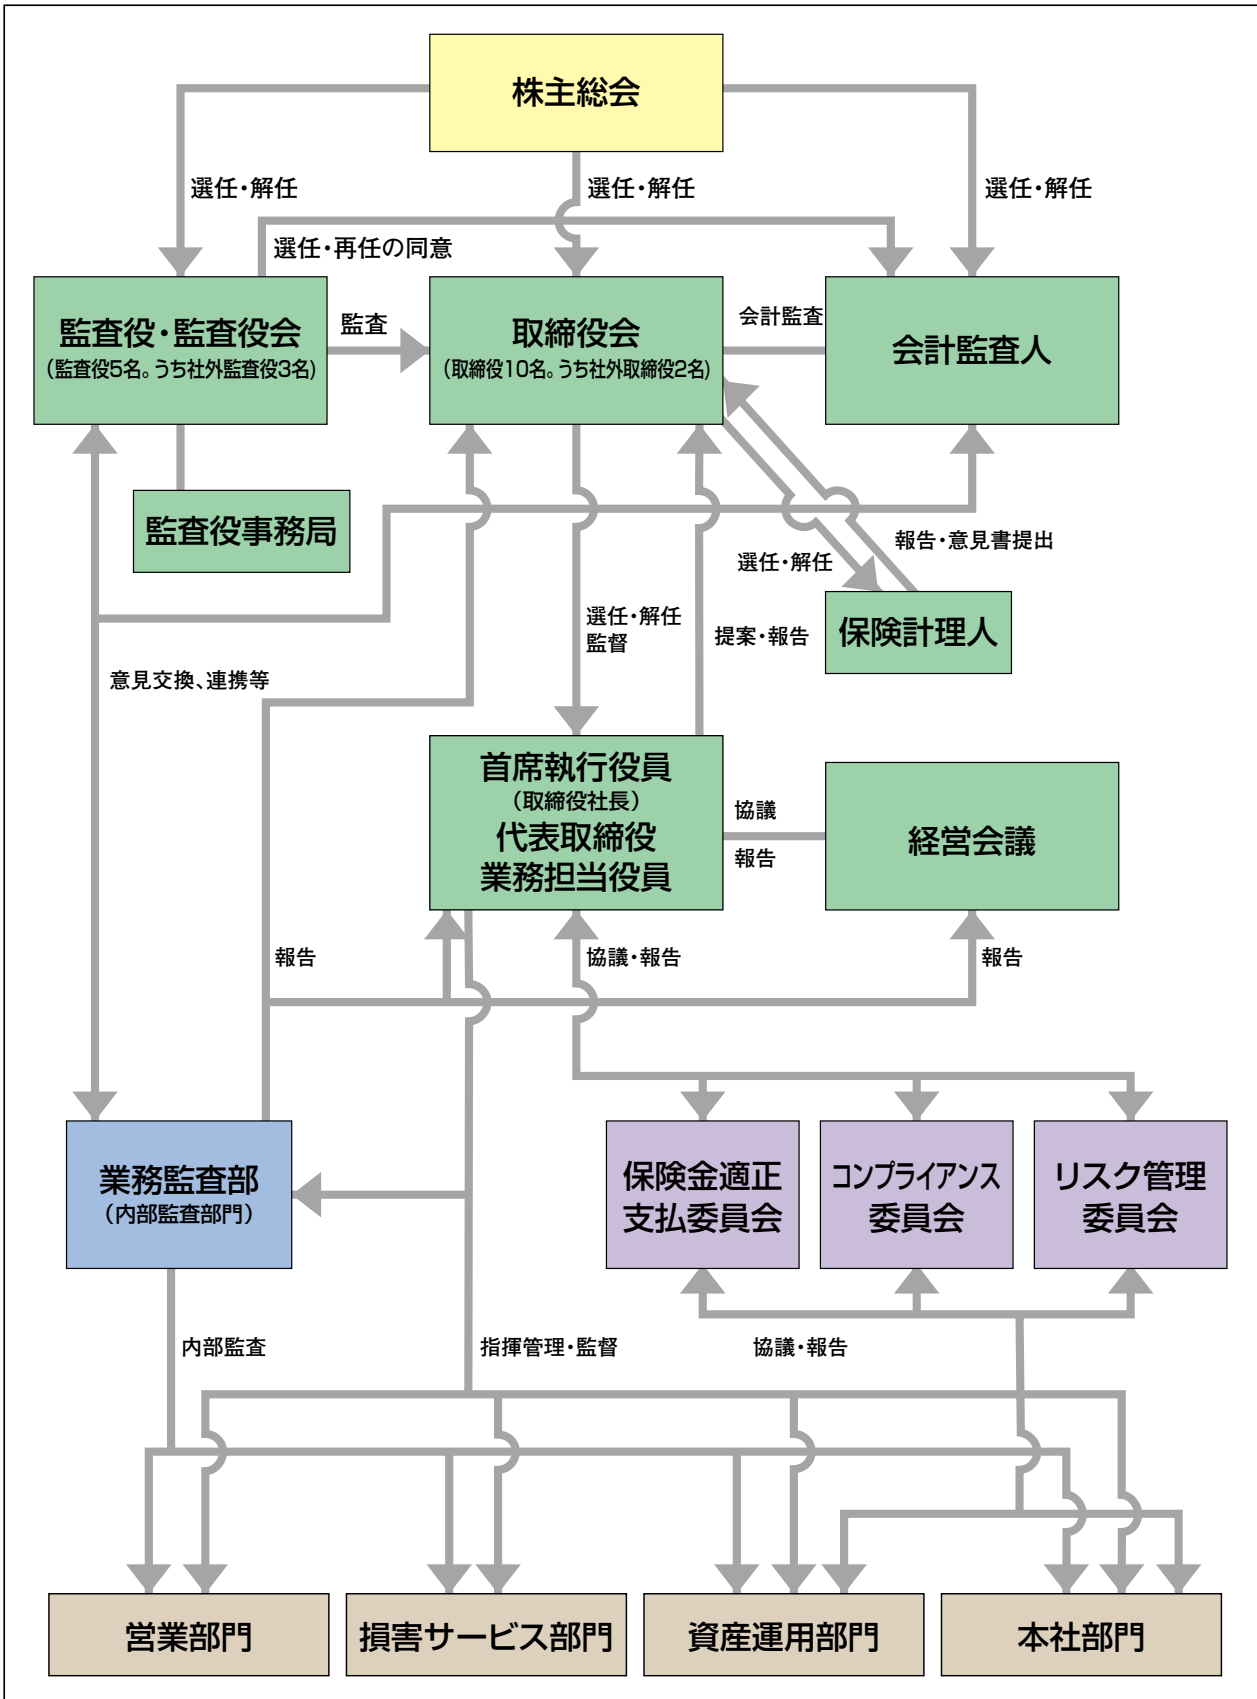 株主総会
選任・解任
選任・解任
選任・解任
選任・再任の同意
監査役・監査役会
(監査役5名。うち社外監査役3名)
監査
取締役会
(取締役10名。うち社外取締役2名)
会計監査
会計監査人
監査役事務局
選任・解任
報告・意見書提出
保険計理人
選任・解任
監督
提案・報告
意見交換、連携等
首席執行役員
(取締役社長)
代表取締役
業務担当役員
協議
報告
経営会議
報告
協議・報告
報告
業務監査部
(内部監査部門)
保険金適正
支払委員会
コンプライアンス
委員会
リスク管理
委員会
内部監査
指揮管理・監督
協議・報告
営業部門
損害サービス部門
資産運用部門
本社部門